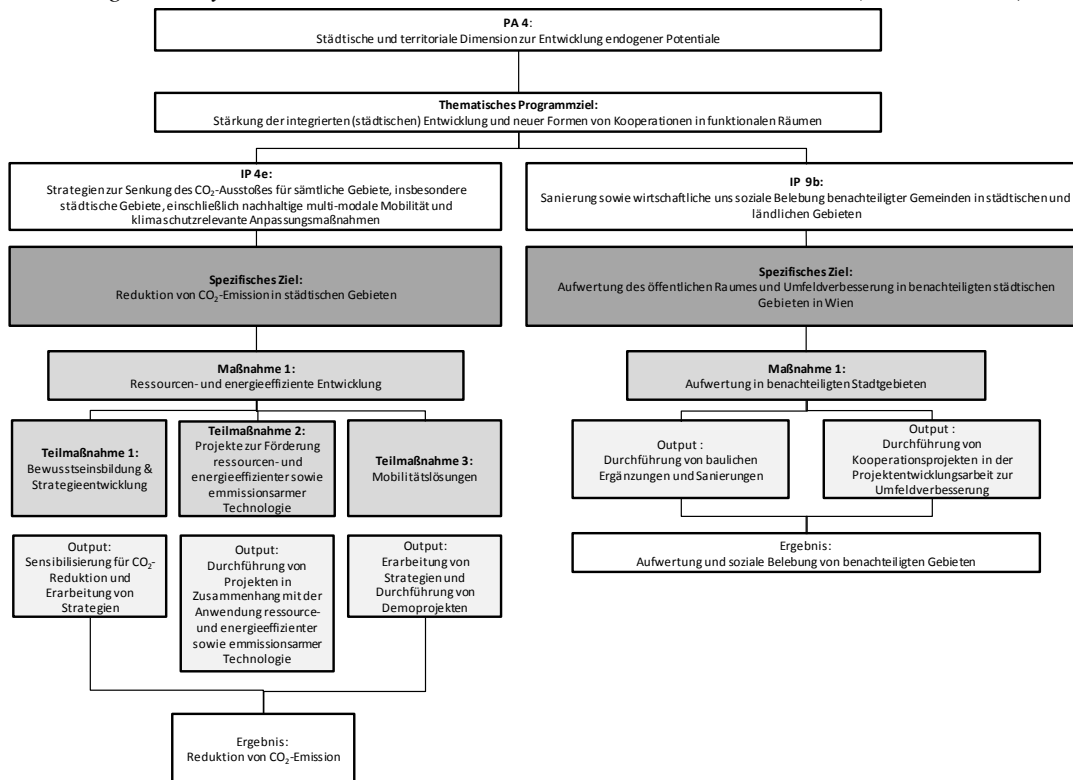 PA 4:
Städtische und territoriale Dimension zur Entwicklung endogener Potentiale
Thematisches Programmziel:
Stärkung der integrierten (städtischen) Entwicklung und neuer Formen von Kooperationen in funktionalen Räumen
IP 4e:
Strategien zur Senkung des CO₂-Ausstoßes für sämtliche Gebiete, insbesondere
städtische Gebiete, einschließlich nachhaltige multi-modale Mobilität und
klimaschutzrelevante Anpassungsmaßnahmen
IP 9b:
Sanierung sowie wirtschaftliche uns soziale Belebung benachteiligter Gemeinden in städtischen und
ländlichen Gebieten
Spezifisches Ziel:
Reduktion von CO₂-Emission in städtischen Gebieten
Spezifisches Ziel:
Aufwertung des öffentlichen Raumes und Umfeldverbesserung in benachteiligten städtischen
Gebieten in Wien
Maßnahme 1:
Ressourcen- und energieeffiziente Entwicklung
Maßnahme 1:
Aufwertung in benachteiligten Stadtgebieten
Teilmaßnahme 1:
Bewusstseinsbildung &
Strategieentwicklung
Teilmaßnahme 2:
Projekte zur Förderung
ressourcen- und
energieeffizienter sowie
emmissionsarmer
Technologie
Teilmaßnahme 3:
Mobilitätslösungen
Output :
Durchführung von baulichen
Ergänzungen und Sanierungen
Output :
Durchführung von
Kooperationsprojekten in der
Projektentwicklungsarbeit zur
Umfeldverbesserung
Output:
Sensibilisierung für CO₂-
Reduktion und
Erarbeitung von
Strategien
Output:
Durchführung von
Projekten in
Zusammenhang mit der
Anwendung ressource-
und energieeffizienter
sowie emmissionsarmer
Technologie
Output:
Erarbeitung von
Strategien und
Durchführung von
Demoprojekten
Ergebnis:
Aufwertung und soziale Belebung von benachteiligten Gebieten
Ergebnis:
Reduktion von CO₂-Emission